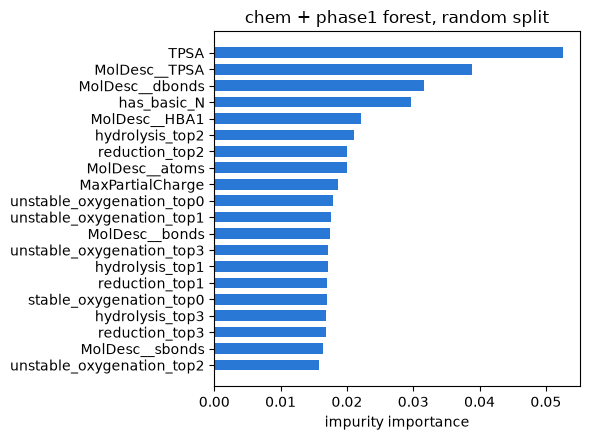 chem + phase1 forest, random split
TPSA
MolDesc__TPSA
MolDesc__dbonds
has_basic_N
MolDesc__HBA1
hydrolysis_top2
reduction_top2
MolDesc__atoms
MaxPartialCharge
unstable_oxygenation_top0
unstable_oxygenation_top1
MolDesc__bonds
unstable_oxygenation_top3
hydrolysis_top1
reduction_top1
stable_oxygenation_top0
hydrolysis_top3
reduction_top3
MolDesc__sbonds
unstable_oxygenation_top2
0.00 0.01 0.02 0.03 0.04 0.05
impurity importance